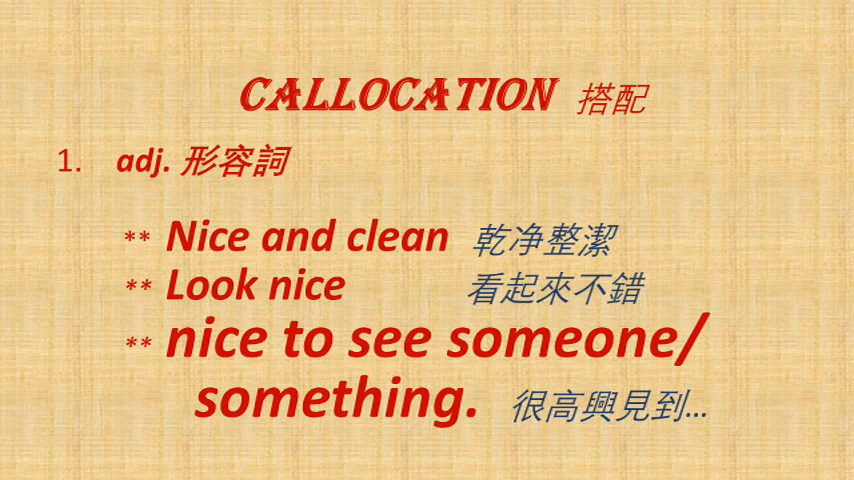 CALLOCATION 搭配
1. adj. 形容詞
** Nice and clean 乾净整潔
** Look nice 看起來不錯
** nice to see someone/
something. 很高興見到...